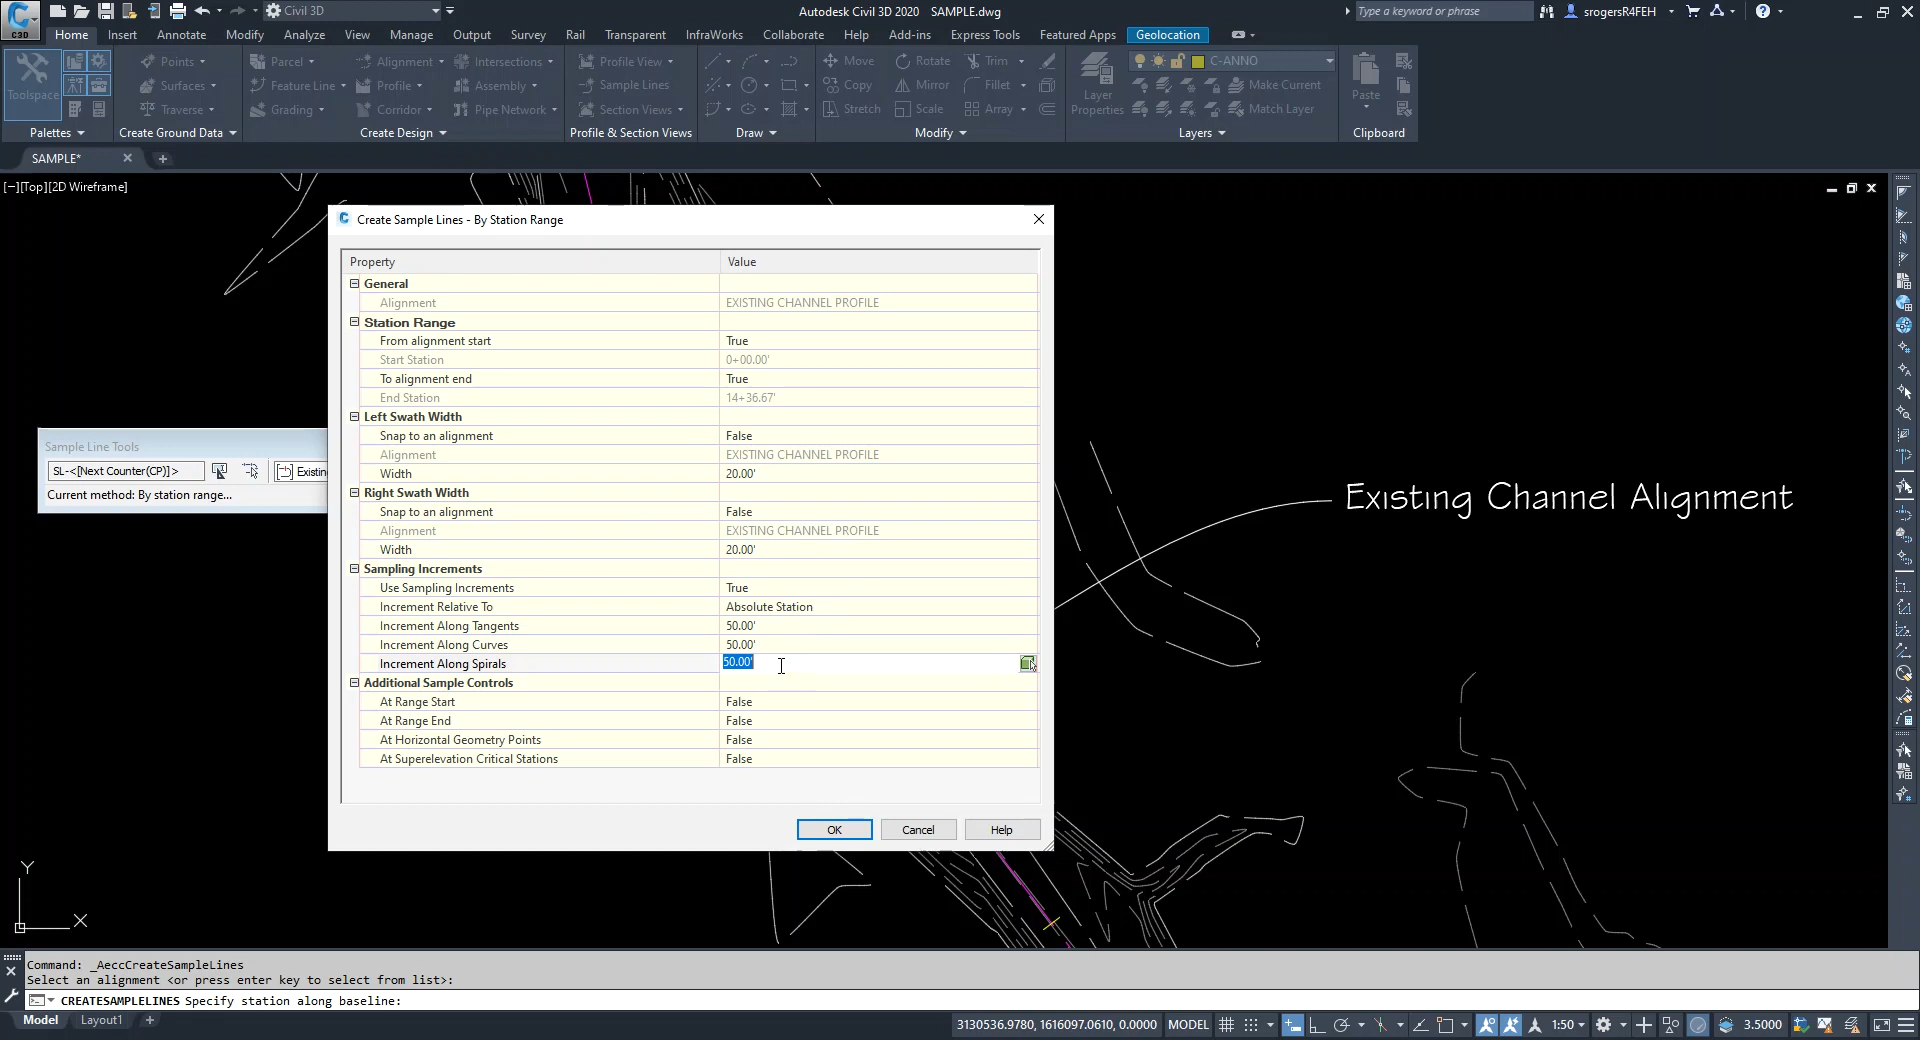 C3D
Civil 3D
Autodesk Civil 3D 2020 SAMPLE.dwg
Type a keyword or phrase
srogersR4FEH
Home Insert Annotate Modify Analyze View Manage Output Survey Rail Transparent InfraWorks Collaborate Help Add-ins Express Tools Featured Apps Geolocation
Toolspace
Points
Surfaces
Traverse
Parcel
Feature Line
Grading
Alignment
Profile
Corridor
Intersections
Assembly
Pipe Network
Profile View
Sample Lines
Section Views
Move
Copy
Stretch
Rotate
Mirror
Scale
Trim
Fillet
Array
Layer
Properties
C-ANNO
Make Current
Match Layer
Paste
Palettes Create Ground Data Create Design Profile & Section Views Draw Modify Layers Clipboard
SAMPLE*
[−][Top][2D Wireframe]
Create Sample Lines - By Station Range
Property Value
General
Alignment EXISTING CHANNEL PROFILE
Station Range
From alignment start True
Start Station 0+00.00'
To alignment end True
End Station 14+36.67'
Left Swath Width
Snap to an alignment False
Alignment EXISTING CHANNEL PROFILE
Width 20.00'
Right Swath Width
Snap to an alignment False
Alignment EXISTING CHANNEL PROFILE
Width 20.00'
Sampling Increments
Use Sampling Increments True
Increment Relative To Absolute Station
Increment Along Tangents 50.00'
Increment Along Curves 50.00'
Increment Along Spirals 50.00'
Additional Sample Controls
At Range Start False
At Range End False
At Horizontal Geometry Points False
At Superelevation Critical Stations False
OK Cancel Help
Sample Line Tools
SL-<[Next Counter(CP)]>
Existin
Current method: By station range...
Existing Channel Alignment
Y
X
Command: _AeccCreateSampleLines
Select an alignment <or press enter key to select from list>:
CREATESAMPLELINES Specify station along baseline:
Model Layout1 +
3130536.9780, 1616097.0610, 0.0000 MODEL 1:50 3.5000